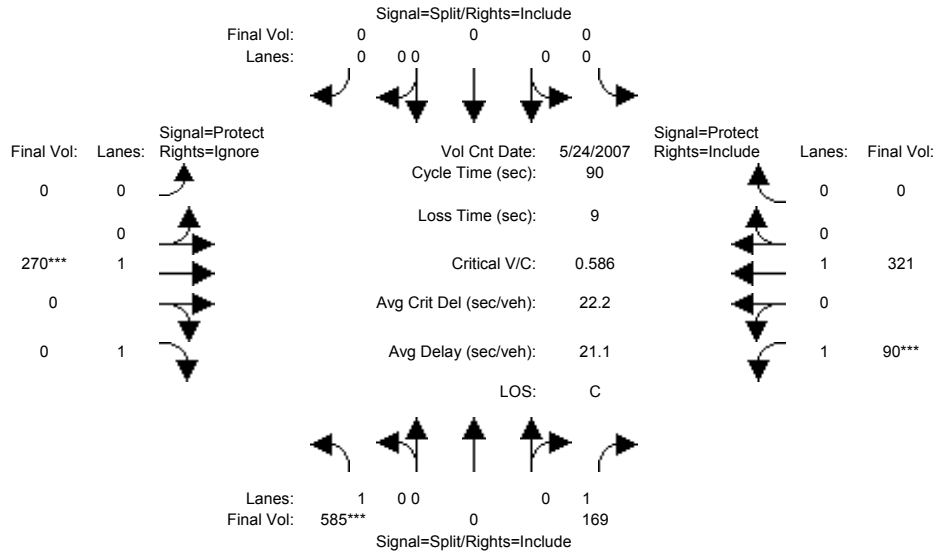 Signal=Split/Rights=Include
Final Vol: 0 0 0
Lanes: 0 0 0 0 0
Signal=Protect Signal=Protect
Final Vol: Lanes: Rights=Ignore Vol Cnt Date: 5/24/2007 Rights=Include Lanes: Final Vol:
Cycle Time (sec): 90
0 0 0 0
Loss Time (sec): 9
0 0
270*** 1 Critical V/C: 0.586 1 321
0 Avg Crit Del (sec/veh): 22.2 0
0 1 Avg Delay (sec/veh): 21.1 1 90***
LOS: C
Lanes: 1 0 0 0 1
Final Vol: 585*** 0 169
Signal=Split/Rights=Include